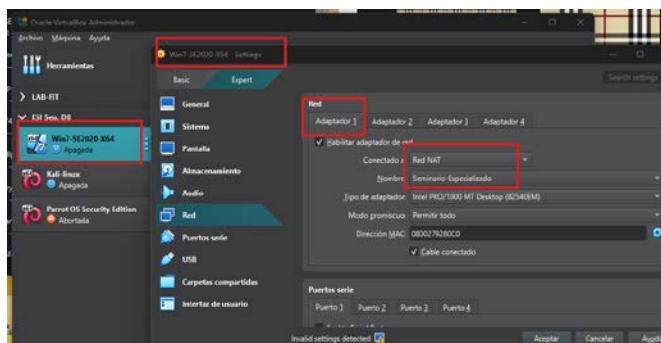 Oracle VirtualBox Administrador
Archivo Máquina Ayuda
Herramientas
LAB-FIT
ESI Sem. DB
Win7-SE2020-X64
Apagada
Kali-linux
Apagada
Parrot OS Security Edition
Abortada
Win7-SE2020-X64 - Settings
Basic Expert
Search settings
General
Sistema
Pantalla
Almacenamiento
Audio
Red
Puertos serie
USB
Carpetas compartidas
Interfaz de usuario
Red
Adaptador 1 Adaptador 2 Adaptador 3 Adaptador 4
Habilitar adaptador de red
Conectado a: Red NAT
Nombre: Seminario-Especializado
Tipo de adaptador: Intel PRO/1000 MT Desktop (82540EM)
Modo promiscuo: Permitir todo
Dirección MAC: 0800279280C0
Cable conectado
Puertos serie
Puerto 1 Puerto 2 Puerto 3 Puerto 4
Invalid settings detected
Aceptar Cancelar Ayuda